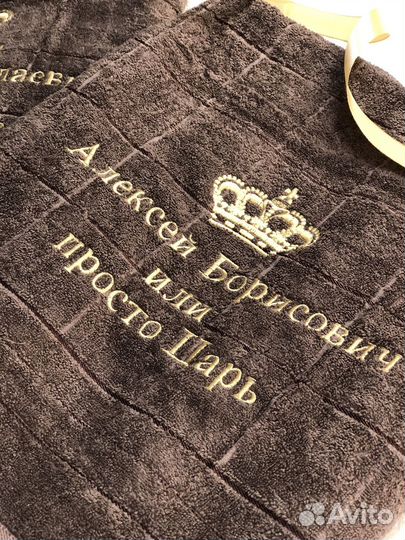 Алексей Борисович
или
просто Царь
Avito